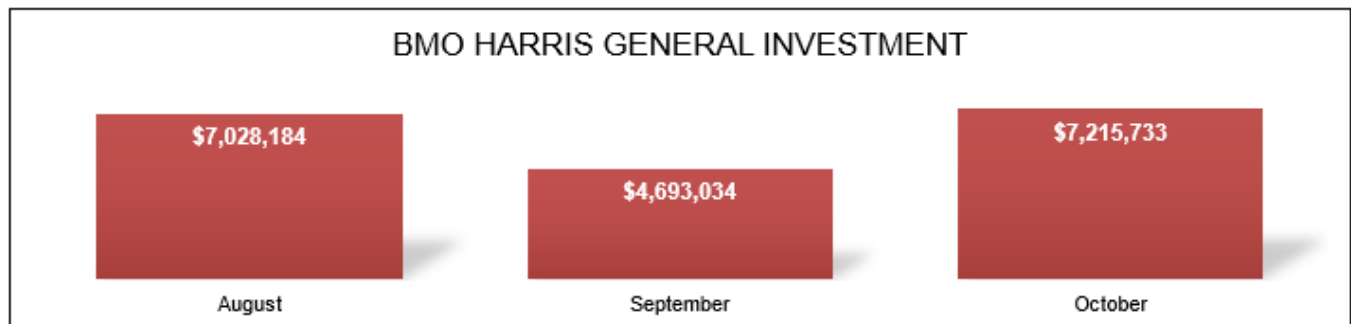 BMO HARRIS GENERAL INVESTMENT
$7,028,184
$4,693,034
$7,215,733
August
September
October